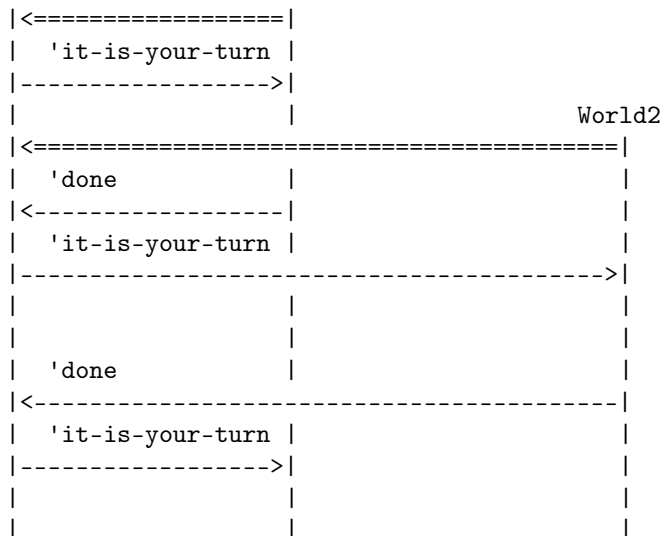 |<==================|
|  'it-is-your-turn |
|------------------>|
|                   |                    World2
|<==========================================|
|  'done            |                       |
|<------------------|                       |
|  'it-is-your-turn |                       |
|------------------------------------------>|
|                   |                       |
|                   |                       |
|  'done            |                       |
|<------------------------------------------|
|  'it-is-your-turn |                       |
|------------------>|                       |
|                   |                       |
|                   |                       |